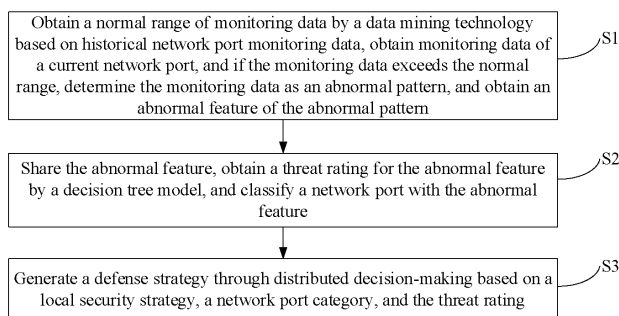 Obtain a normal range of monitoring data by a data mining technology
based on historical network port monitoring data, obtain monitoring data of
a current network port, and if the monitoring data exceeds the normal
range, determine the monitoring data as an abnormal pattern, and obtain an
abnormal feature of the abnormal pattern
S1
Share the abnormal feature, obtain a threat rating for the abnormal feature
by a decision tree model, and classify a network port with the abnormal
feature
S2
Generate a defense strategy through distributed decision-making based on a
local security strategy, a network port category, and the threat rating
S3